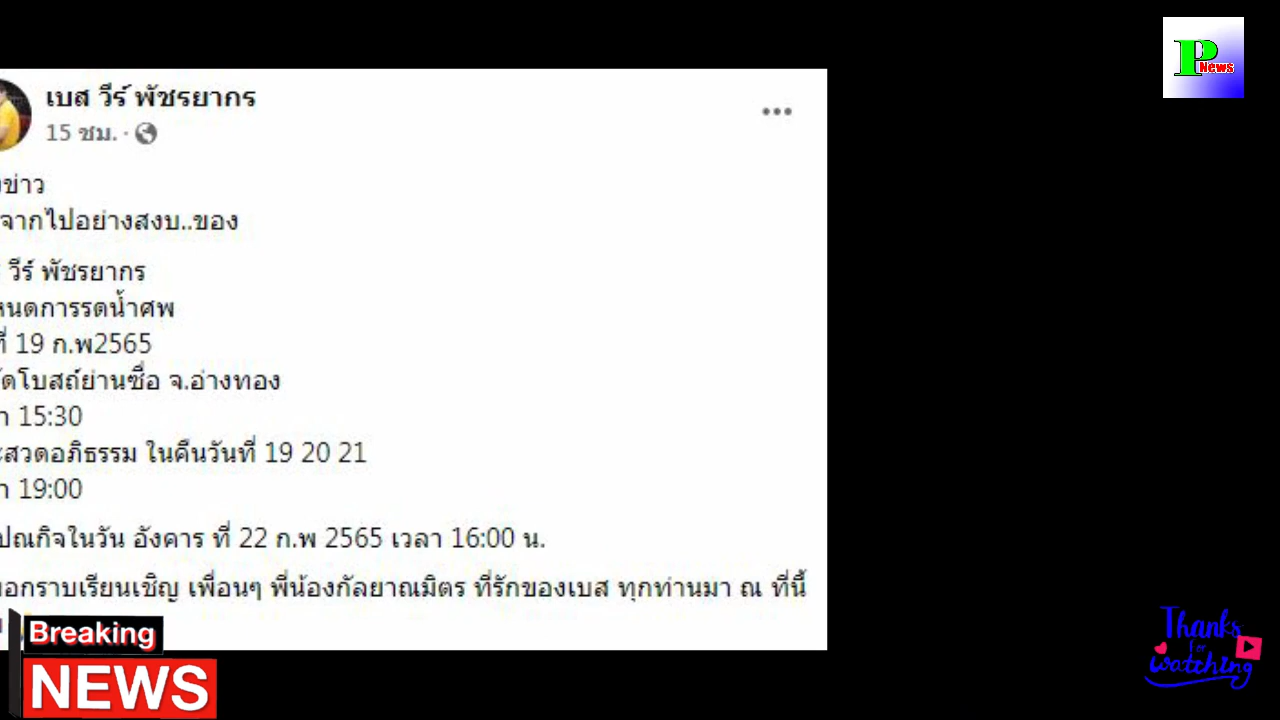 P
News
เบส วีร์ พัชรยากร
15 ชม.
ข่าว
จากไปอย่างสงบ..ของ
วีร์ พัชรยากร
หนดการรดน้ำศพ
ที่ 19 ก.พ2565
วัดโบสถ์ย่านซื่อ จ.อ่างทอง
15:30
สวดอภิธรรม ในคืนวันที่ 19 20 21
19:00
ปณกิจในวัน อังคาร ที่ 22 ก.พ 2565 เวลา 16:00 น.
ขอกราบเรียนเชิญ เพื่อนๆ พี่น้องกัลยาณมิตร ที่รักของเบส ทุกท่านมา ณ ที่นี้
Breaking
NEWS
Thanks
for
watching